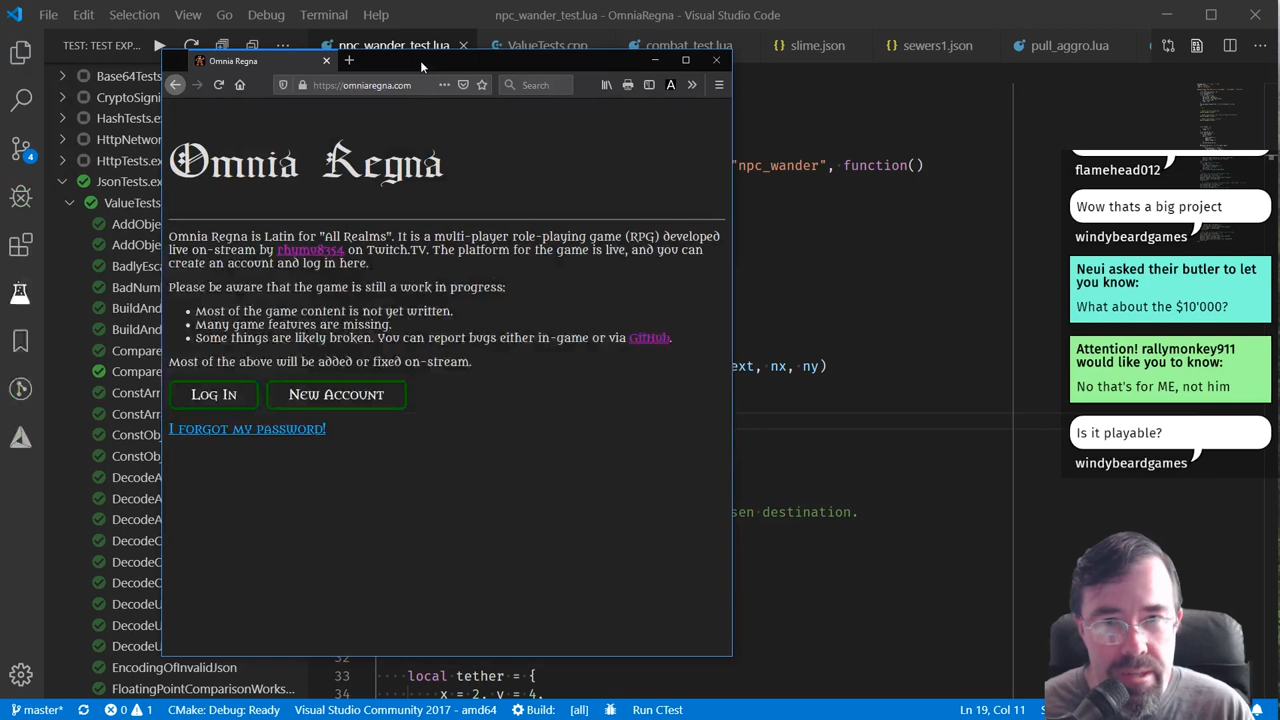 File Edit Selection View Go Debug Terminal Help
npc_wander_test.lua - OmniaRegna - Visual Studio Code
TEST: TEST EXP...
npc_wander_test.lua
ValueTests.cpp
combat_test.lua
slime.json
sewers1.json
pull_aggro.lua
Base64Tests
CryptoSigni
HashTests.ex
HttpNetwor
HttpTests.e
JsonTests.ex
ValueTests
AddObje
AddObje
BadlyEsca
BadNum
BuildAnd
BuildAnd
Compare
Compare
ConstArr
ConstArr
ConstObj
ConstObj
DecodeA
DecodeA
DecodeA
DecodeC
DecodeC
DecodeC
DecodeU
DecodeU
DecodeU
EncodingOfInvalidJson
FloatingPointComparisonWorks...
Omnia Regna
https://omniaregna.com
Search
Omnia Regna
Omnia Regna is Latin for "All Realms". It is a multi-player role-playing game (RPG) developed
live on-stream by rhymu8354 on Twitch.TV. The platform for the game is live, and you can
create an account and log in here.
Please be aware that the game is still a work in progress:
• Most of the game content is not yet written.
• Many game features are missing.
• Some things are likely broken. You can report bugs either in-game or via GitHub.
Most of the above will be added or fixed on-stream.
Log In
New Account
I forgot my password!
"npc_wander", function()
ext, nx, ny)
sen destination.
32
33 local tether = {
34 x = 2, y = 4,
flamehead012
Wow thats a big project
windybeardgames
Neui asked their butler to let
you know:
What about the $10'000?
Attention! rallymonkey911
would like you to know:
No that's for ME, not him
Is it playable?
windybeardgames
4
master*
0
1
CMake: Debug: Ready
Visual Studio Community 2017 - amd64
Build:
[all]
Run CTest
Ln 19, Col 11